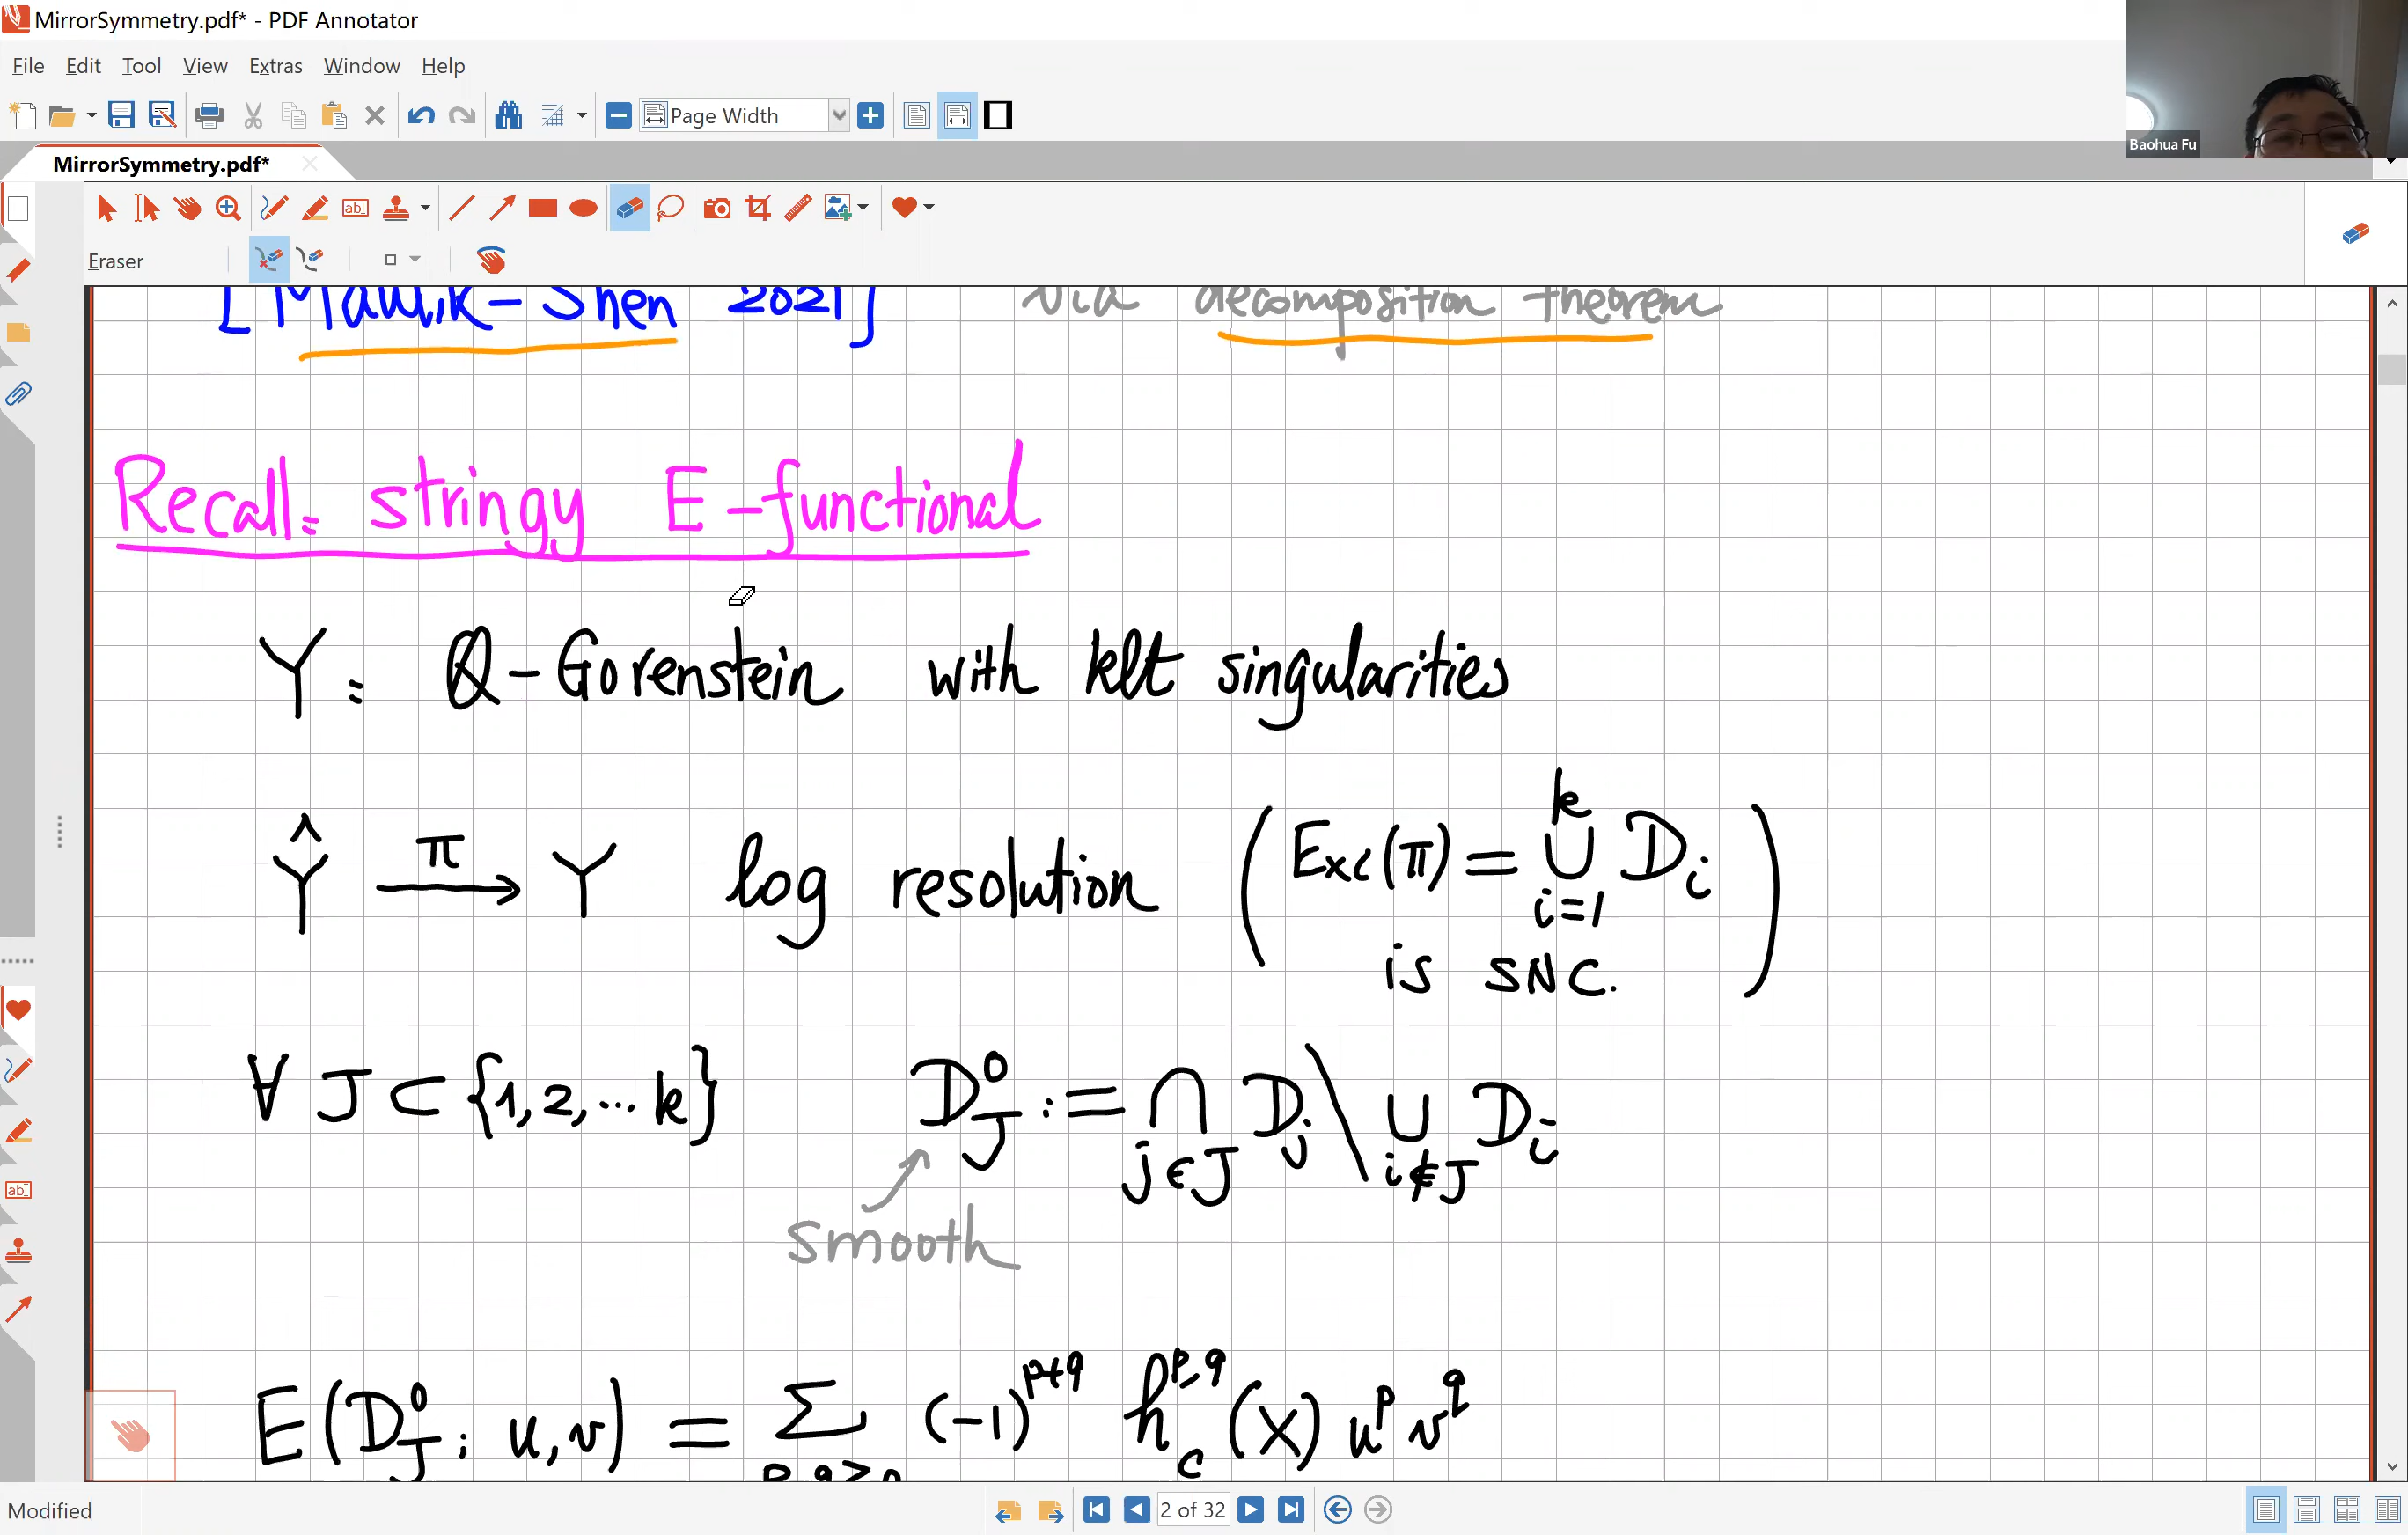 MirrorSymmetry.pdf* - PDF Annotator
File Edit Tool View Extras Window Help
Page Width
Baohua Fu
MirrorSymmetry.pdf*
Eraser
[Maulik-Shen 2021] via decomposition theorem
Recall: stringy E-functional
Y: Q-Gorenstein with klt singularities
Ŷ —π→ Y log resolution (Exc(π) = ⋃_{i=1}^{k} D_i is SNC.)
∀ J ⊂ {1, 2, ... k} D_J^0 := ⋂_{j∈J} D_j \ ⋃_{i∉J} D_i
smooth
E(D_J^0; u, v) = Σ (-1)^{p+q} h_c^{p,q}(X) u^p v^q
Modified
2 of 32